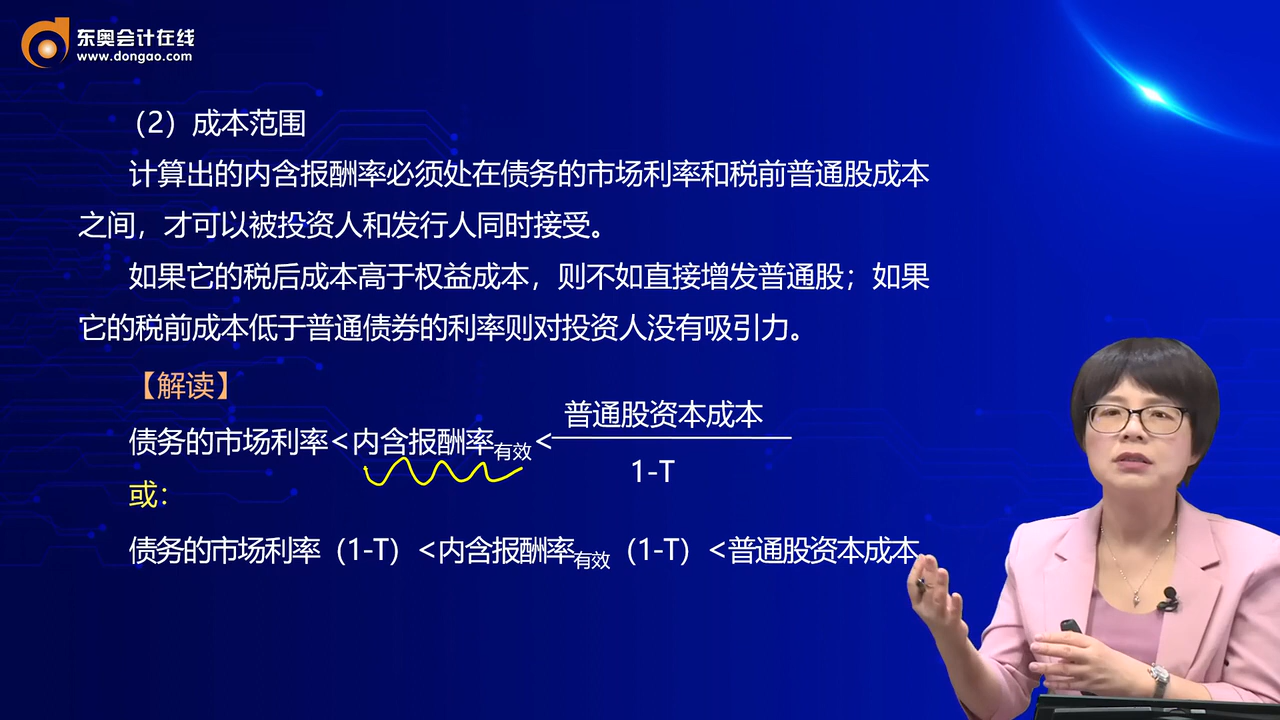 东奥会计在线
www.dongao.com
（2）成本范围
计算出的内含报酬率必须处在债务的市场利率和税前普通股成本
之间，才可以被投资人和发行人同时接受。
如果它的税后成本高于权益成本，则不如直接增发普通股；如果
它的税前成本低于普通债券的利率则对投资人没有吸引力。
【解读】
普通股资本成本
债务的市场利率<内含报酬率有效<
1-T
或：
债务的市场利率（1-T）<内含报酬率有效（1-T）<普通股资本成本